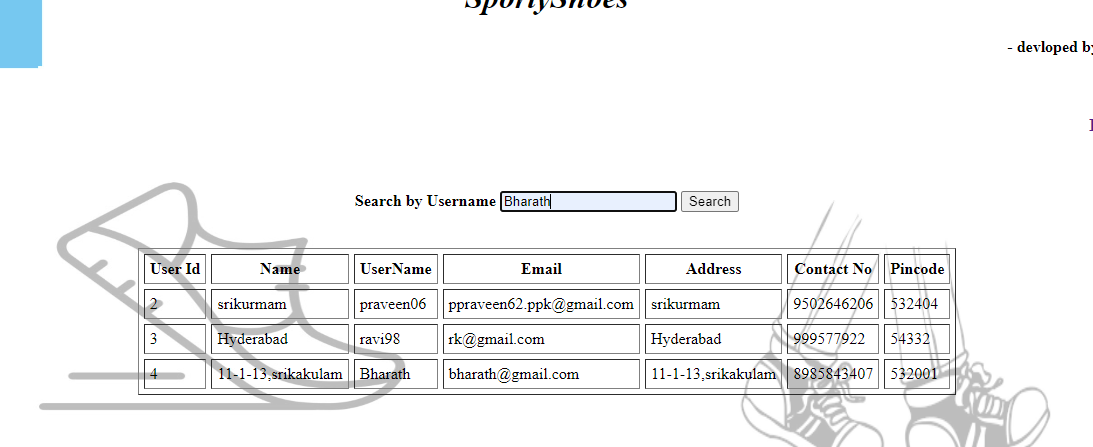 SportyShoes
- devloped by
Search by Username Bharath Search
User Id Name UserName Email Address Contact No Pincode
2 srikurmam praveen06 ppraveen62.ppk@gmail.com srikurmam 9502646206 532404
3 Hyderabad ravi98 rk@gmail.com Hyderabad 999577922 54332
4 11-1-13,srikakulam Bharath bharath@gmail.com 11-1-13,srikakulam 8985843407 532001